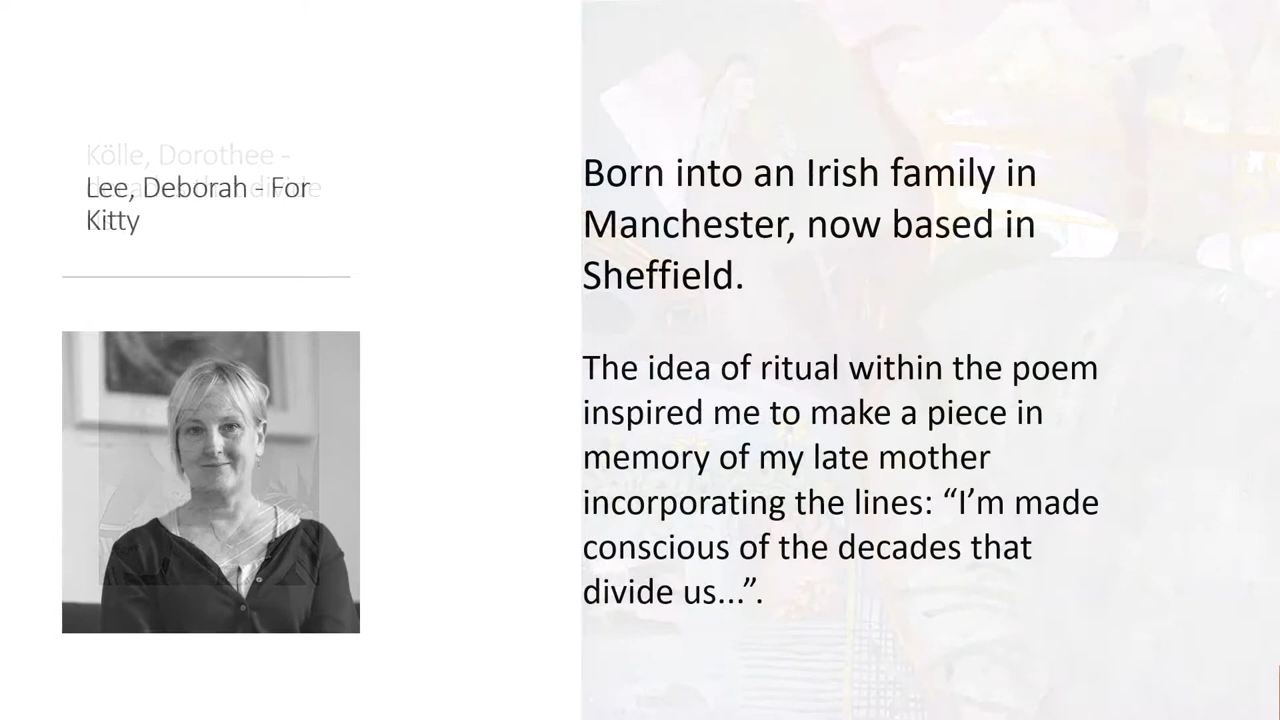 Kölle, Dorothee -
Lee, Deborah - For
Kitty
Born into an Irish family in
Manchester, now based in
Sheffield.
The idea of ritual within the poem
inspired me to make a piece in
memory of my late mother
incorporating the lines: “I’m made
conscious of the decades that
divide us...”.